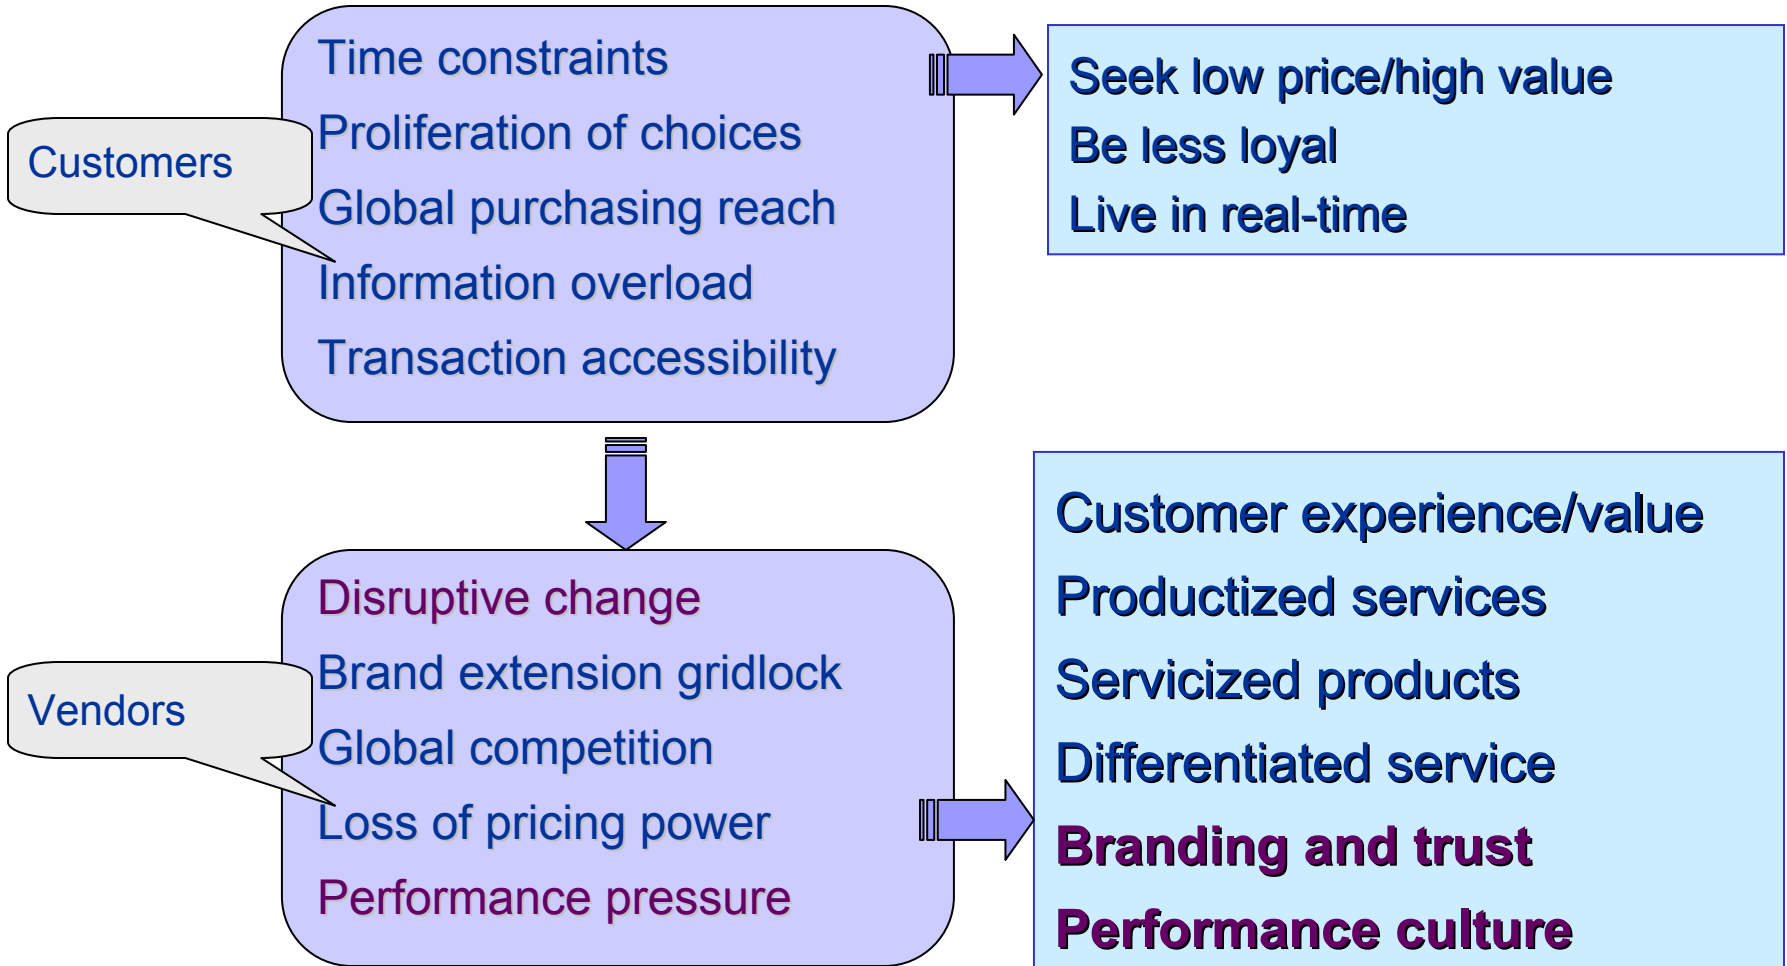 Customers
Time constraints
Proliferation of choices
Global purchasing reach
Information overload
Transaction accessibility
Seek low price/high value
Be less loyal
Live in real-time
Vendors
Disruptive change
Brand extension gridlock
Global competition
Loss of pricing power
Performance pressure
Customer experience/value
Productized services
Servicized products
Differentiated service
Branding and trust
Performance culture